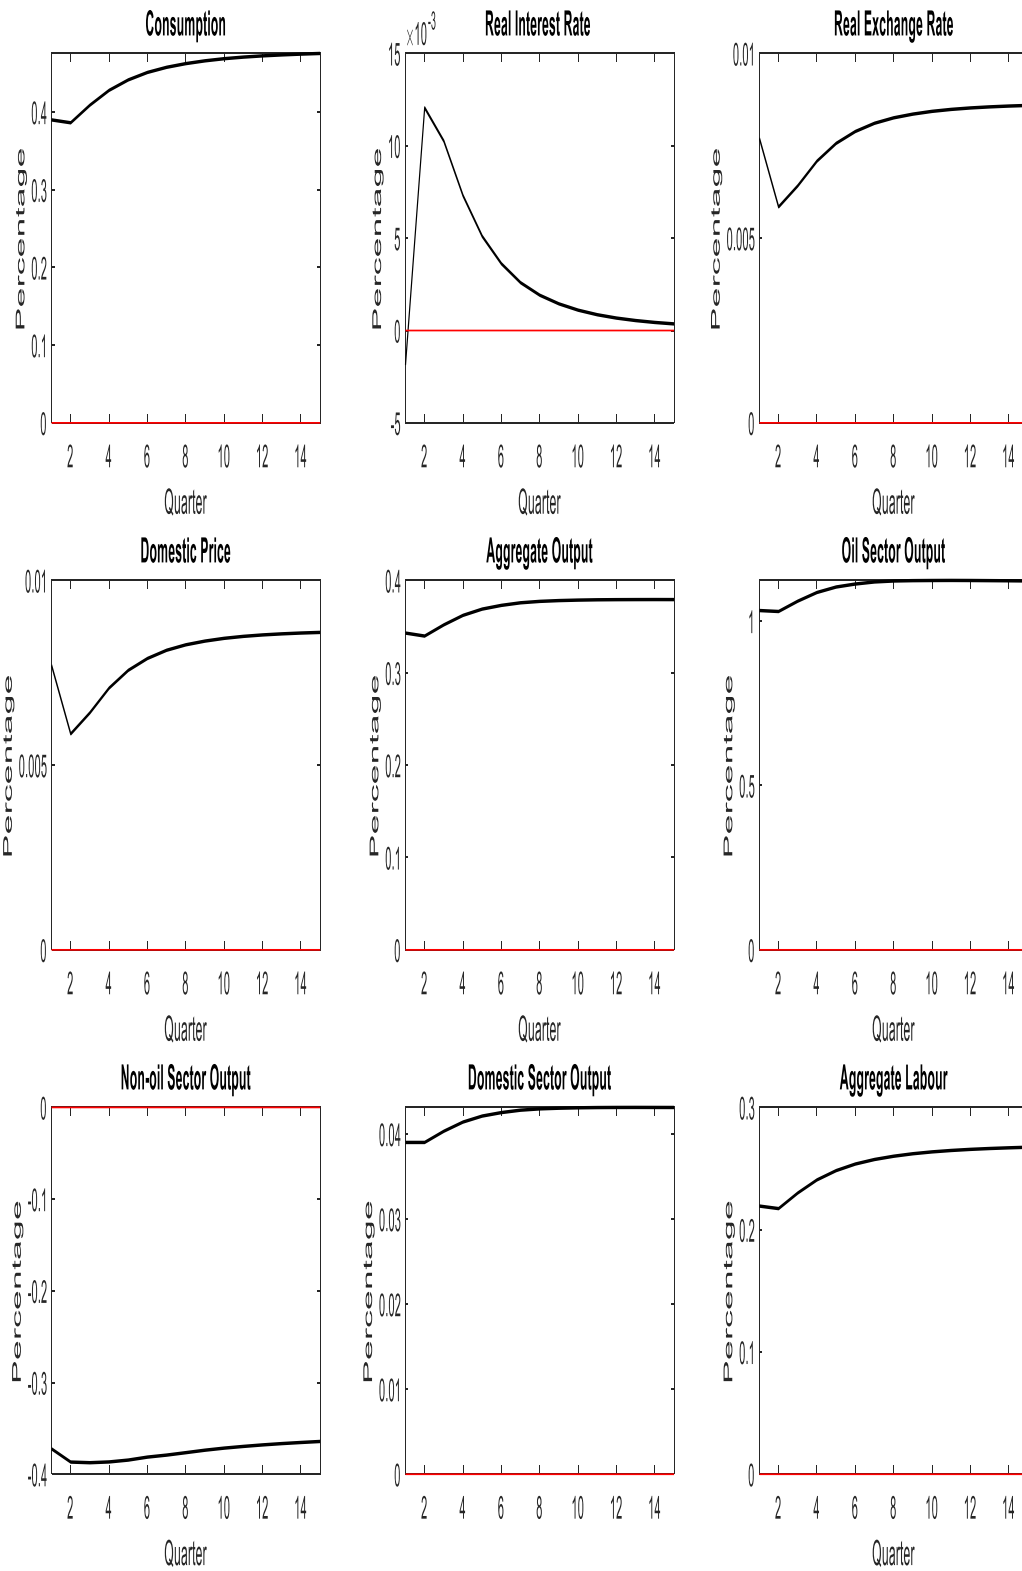 Consumption
Real Interest Rate
Real Exchange Rate
×10-3
0.4
0.3
0.2
0.1
0
15
10
5
0
-5
0.01
0.005
0
Percentage
Percentage
Percentage
2 4 6 8 10 12 14
2 4 6 8 10 12 14
2 4 6 8 10 12 14
Quarter
Quarter
Quarter
Domestic Price
Aggregate Output
Oil Sector Output
0.01
0.005
0
0.4
0.3
0.2
0.1
0
1
0.5
0
Percentage
Percentage
Percentage
2 4 6 8 10 12 14
2 4 6 8 10 12 14
2 4 6 8 10 12 14
Quarter
Quarter
Quarter
Non-oil Sector Output
Domestic Sector Output
Aggregate Labour
0
-0.1
-0.2
-0.3
-0.4
0.04
0.03
0.02
0.01
0
0.3
0.2
0.1
0
Percentage
Percentage
Percentage
2 4 6 8 10 12 14
2 4 6 8 10 12 14
2 4 6 8 10 12 14
Quarter
Quarter